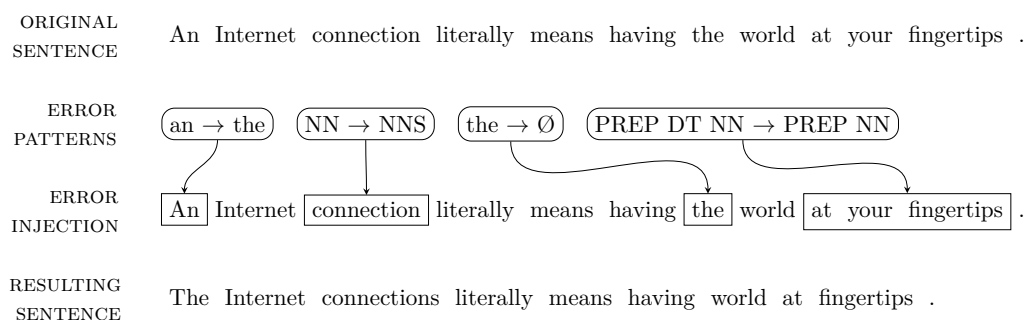 ORIGINAL
SENTENCE
An Internet connection literally means having the world at your fingertips .
ERROR
PATTERNS
an → the
NN → NNS
the → Ø
PREP DT NN → PREP NN
ERROR
INJECTION
An Internet connection literally means having the world at your fingertips .
RESULTING
SENTENCE
The Internet connections literally means having world at fingertips .